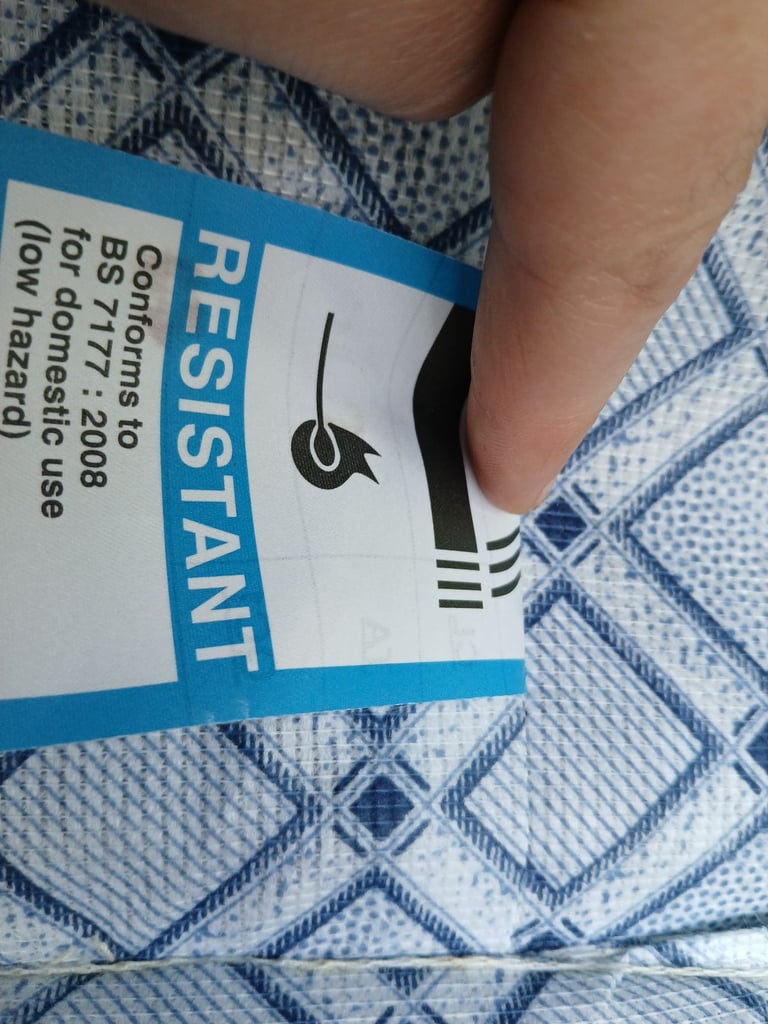 RESISTANT
Conforms to
BS 7177 : 2008
for domestic use
(low hazard)